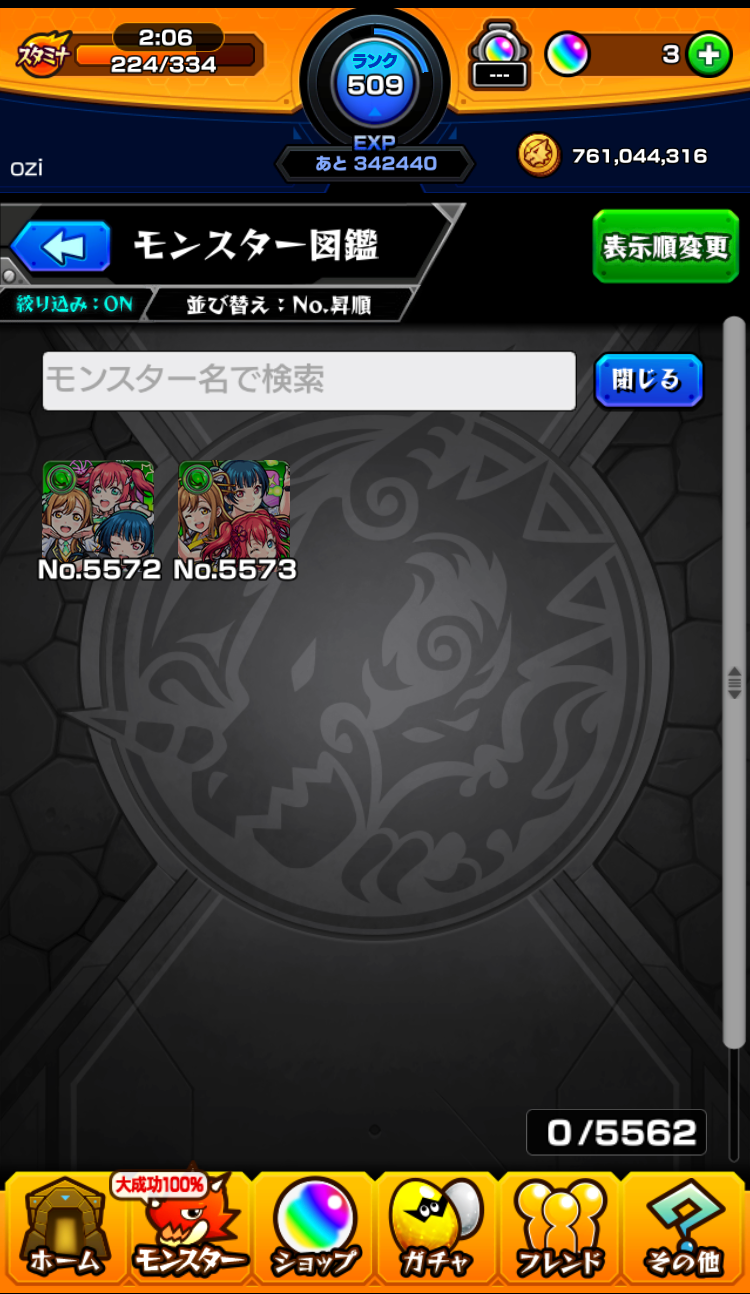 スタミナ
2:06
224/334
ランク
509
EXP
あと 342440
---
3
ozi
761,044,316
モンスター図鑑
表示順変更
絞り込み：ON
並び替え：No.昇順
モンスター名で検索
閉じる
No.5572 No.5573
0/5562
大成功100%
ホーム モンスター ショップ ガチャ フレンド その他